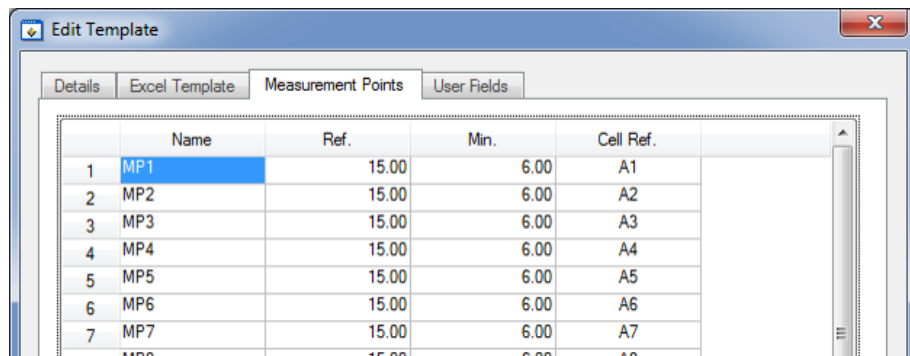 Edit Template
Details Excel Template Measurement Points User Fields
Name Ref. Min. Cell Ref.
1 MP1 15.00 6.00 A1
2 MP2 15.00 6.00 A2
3 MP3 15.00 6.00 A3
4 MP4 15.00 6.00 A4
5 MP5 15.00 6.00 A5
6 MP6 15.00 6.00 A6
7 MP7 15.00 6.00 A7